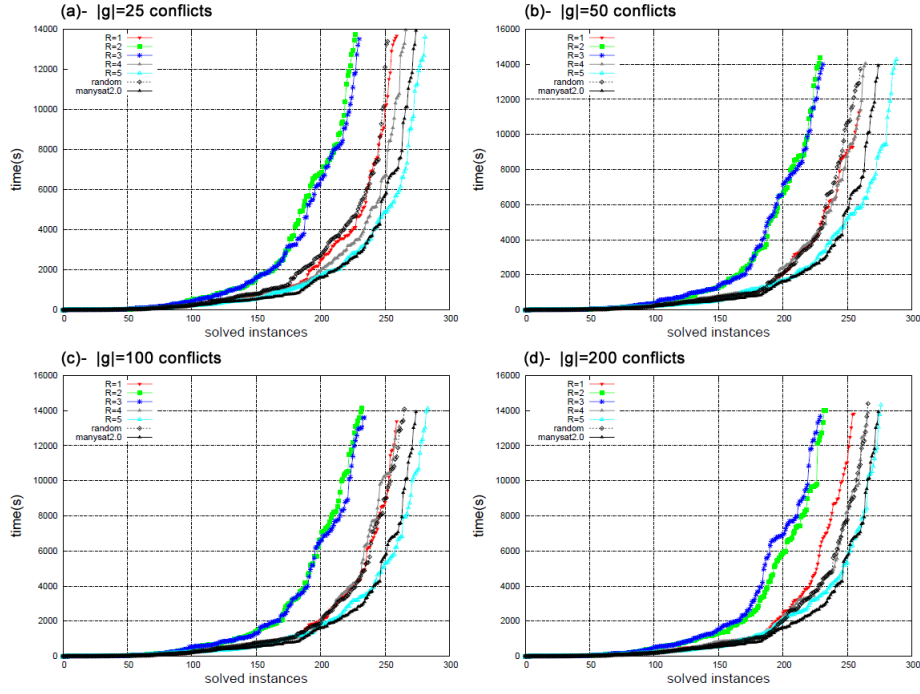 (a)- |g|=25 conflicts
14000
12000
10000
8000
6000
4000
2000
0
time(s)
R=1
R=2
R=3
R=4
R=5
random
manysat2.0
0 50 100 150 200 250 300
solved instances
(b)- |g|=50 conflicts
16000
14000
12000
10000
8000
6000
4000
2000
0
time(s)
R=1
R=2
R=3
R=4
R=5
random
manysat2.0
0 50 100 150 200 250 300
solved instances
(c)- |g|=100 conflicts
16000
14000
12000
10000
8000
6000
4000
2000
0
time(s)
R=1
R=2
R=3
R=4
R=5
random
manysat2.0
0 50 100 150 200 250 300
solved instances
(d)- |g|=200 conflicts
16000
14000
12000
10000
8000
6000
4000
2000
0
time(s)
R=1
R=2
R=3
R=4
R=5
random
manysat2.0
0 50 100 150 200 250 300
solved instances